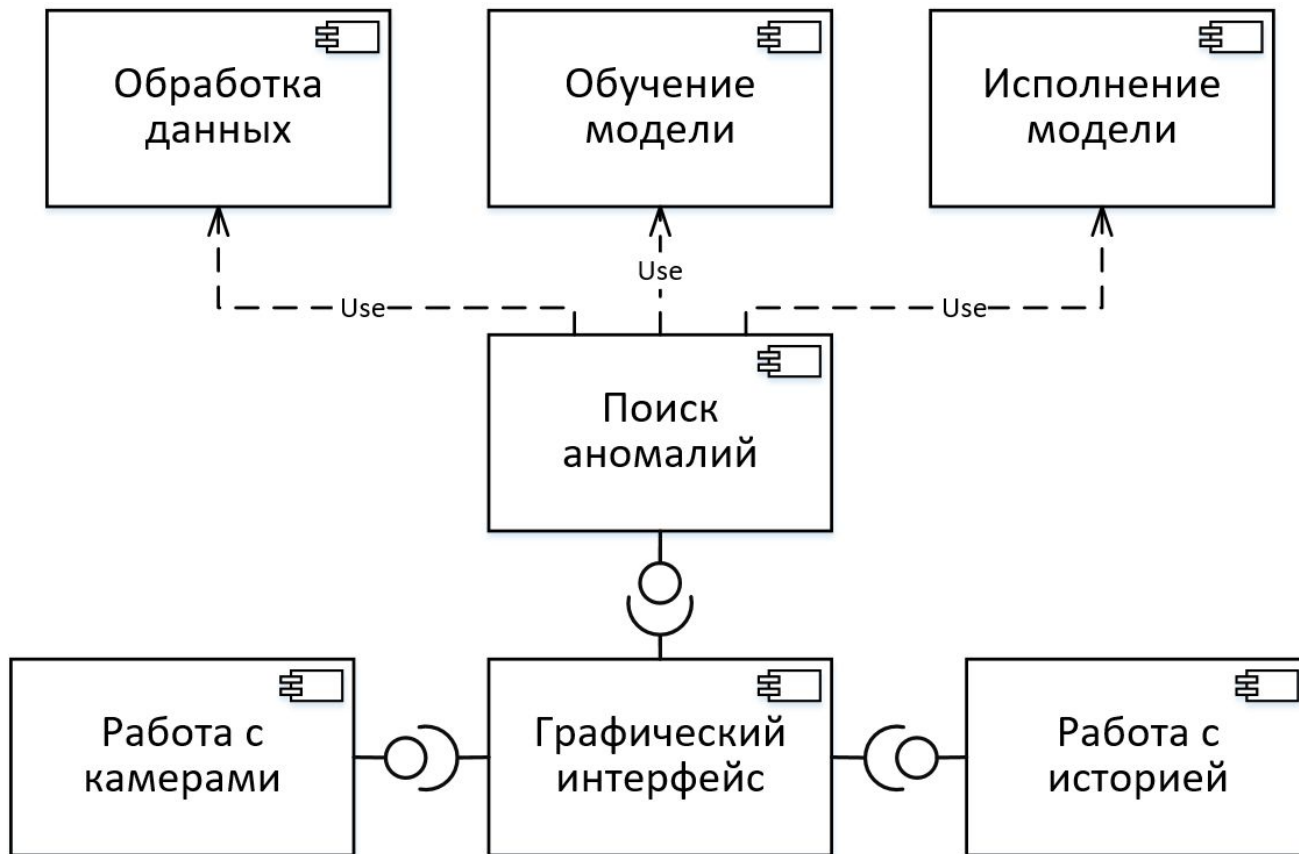 Обработка
данных
Обучение
модели
Исполнение
модели
Use
Use
Use
Поиск
аномалий
Работа с
камерами
Графический
интерфейс
Работа с
историей